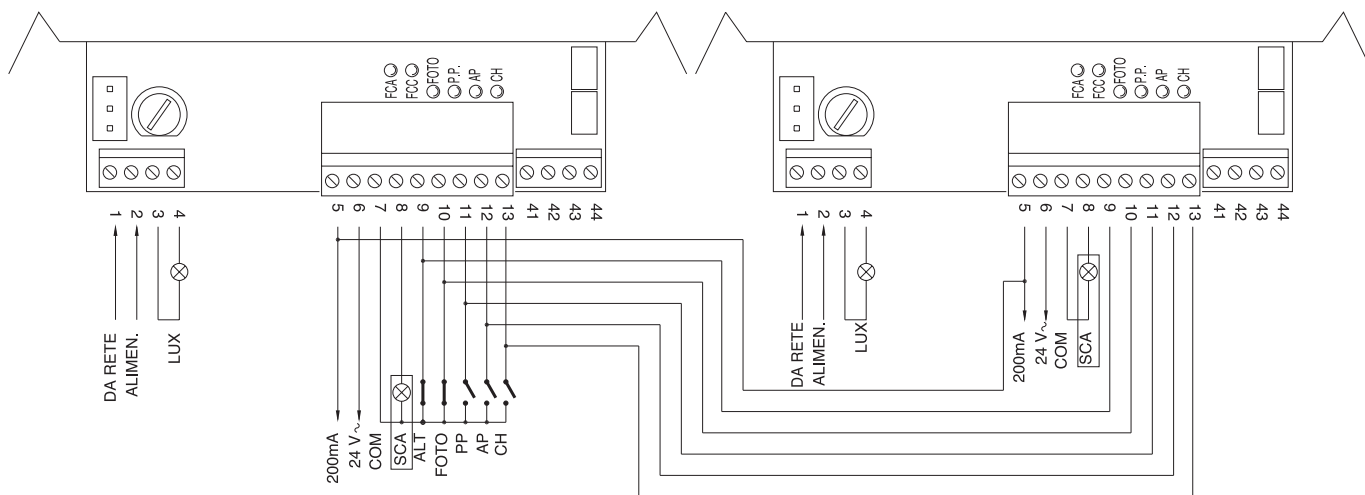 FCA
FCC
FOTO
P.P.
AP
CH
FCA
FCC
FOTO
P.P.
AP
CH
1
2
3
4
5
6
7
8
9
10
11
12
13
41
42
43
44
1
2
3
4
5
6
7
8
9
10
11
12
13
41
42
43
44
DA RETE
ALIMEN.
LUX
200mA
24 V~
COM
SCA
ALT
FOTO
PP
AP
CH
DA RETE
ALIMEN.
LUX
200mA
24 V~
COM
SCA